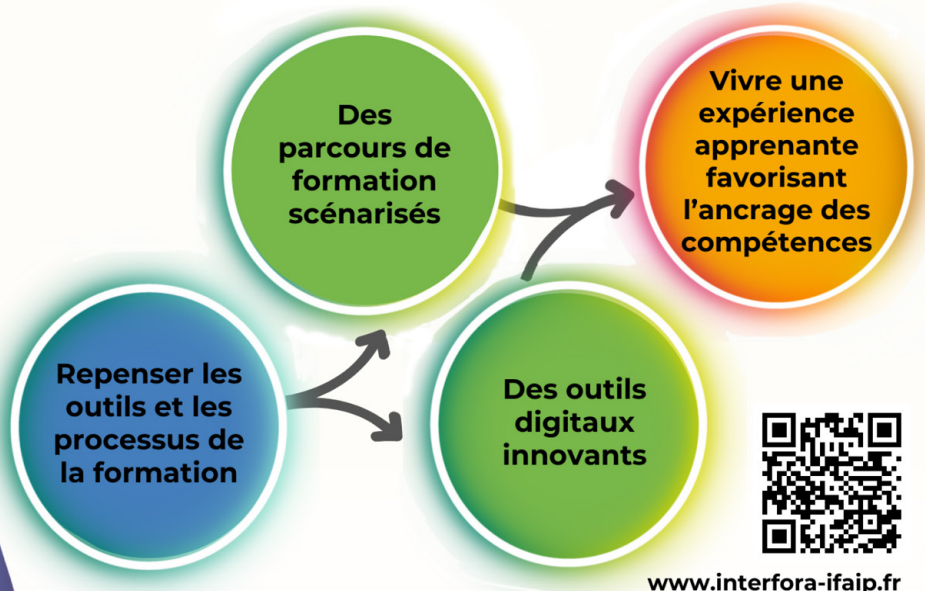 Des
parcours de
formation
scénarisés
Vivre une
expérience
apprenante
favorisant
l'ancrage des
compétences
Repenser les
outils et les
processus de
la formation
Des outils
digitaux
innovants
www.interfora-ifaip.fr